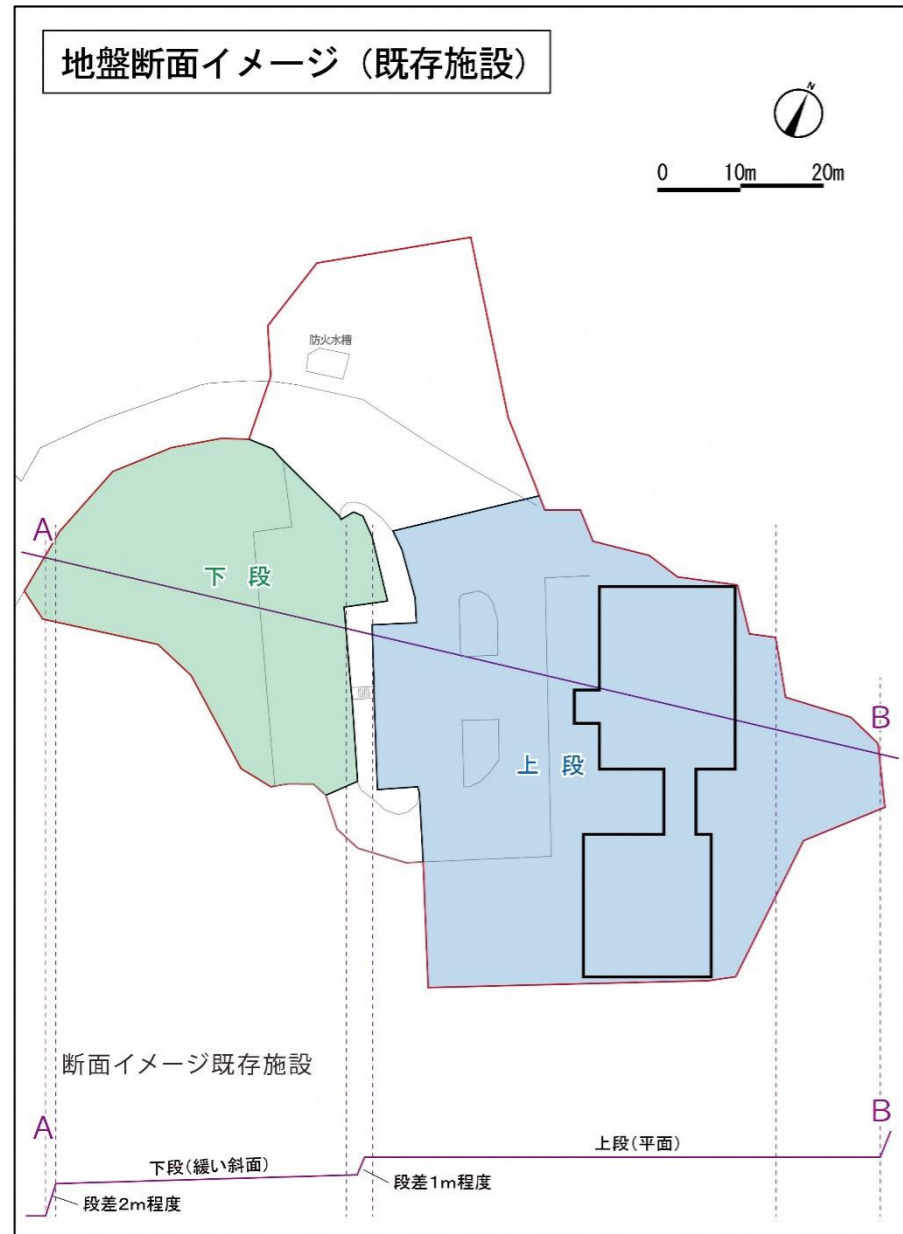 地盤断面イメージ（既存施設）
N
0 10m 20m
防火水槽
A
下 段
B
上 段
断面イメージ既存施設
A
B
下段(緩い斜面)
上段(平面)
段差1m程度
段差2m程度